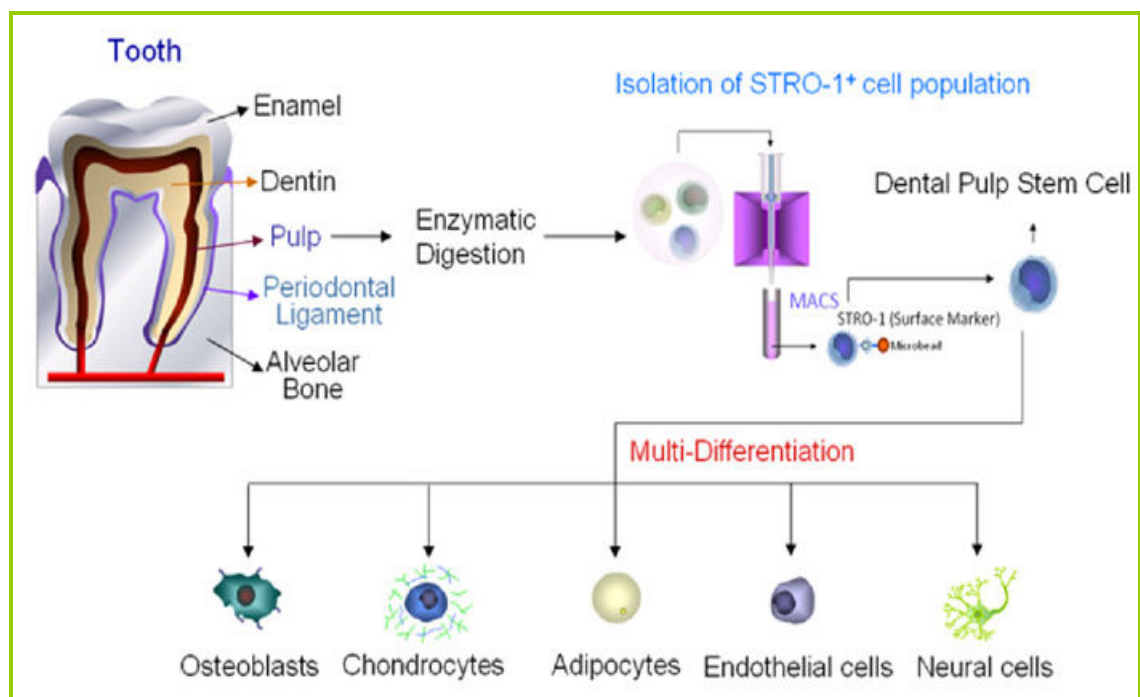 Tooth
Isolation of STRO-1⁺ cell population
Enamel
Dentin
Pulp
Periodontal
Ligament
Alveolar
Bone
Enzymatic
Digestion
Dental Pulp Stem Cell
MACS
STRO-1 (Surface Marker)
Microbead
Multi-Differentiation
Osteoblasts
Chondrocytes
Adipocytes
Endothelial cells
Neural cells